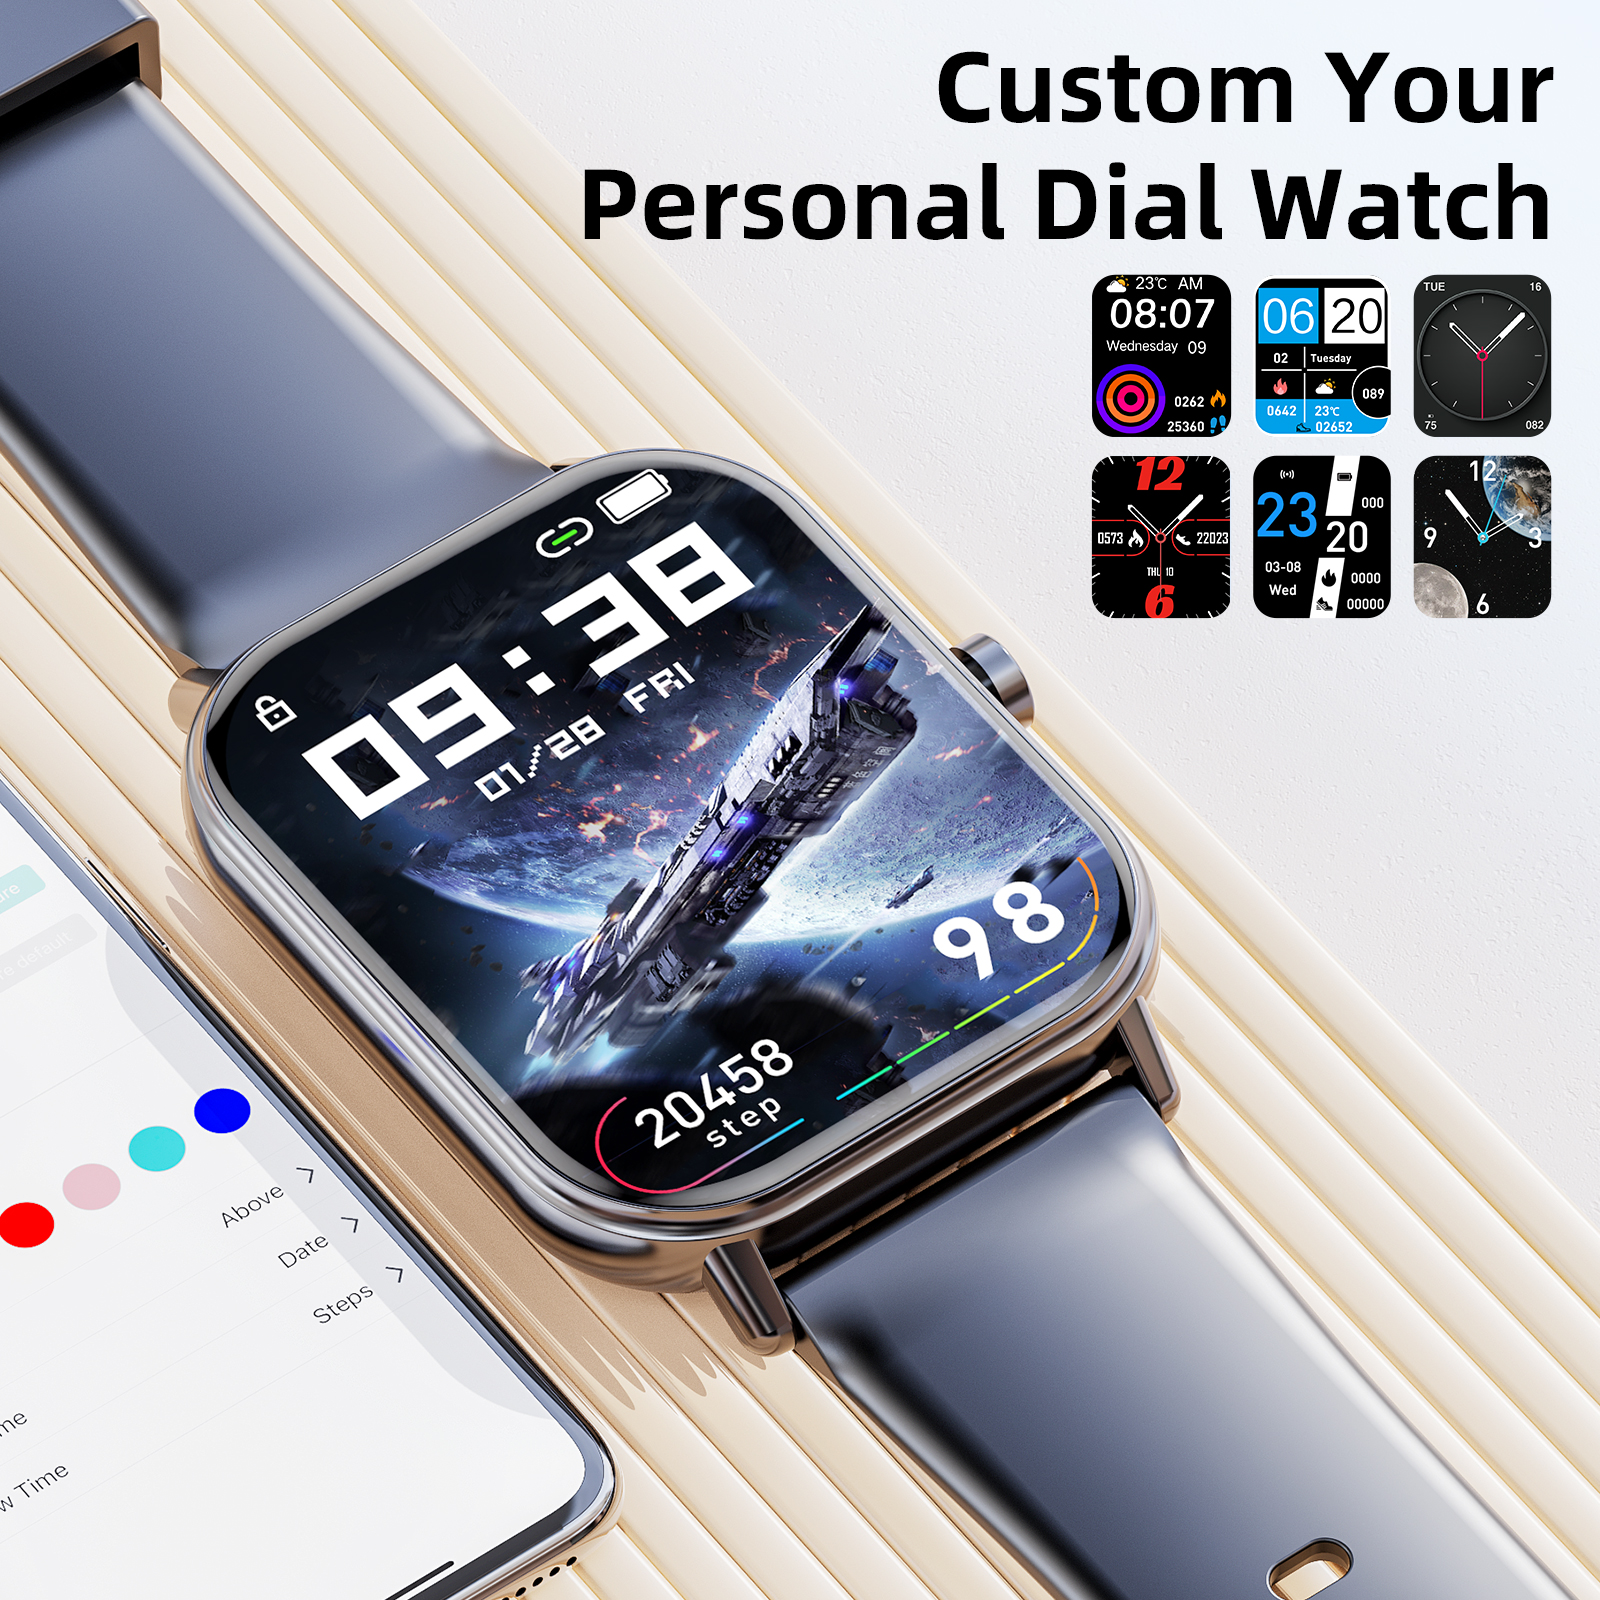 Custom Your
Personal Dial Watch
23℃ AM
08:07
Wednesday 09
0262
25360
06 20
02 Tuesday
089
0642 23℃
02652
TUE 16
75 082
12
0573 22023
THU 10
6
23
000
20
03-08
Wed
0000
00000
12
9 3
6
09:38
01/28 FRI
98
20458
step
Above
Date
Steps
Time